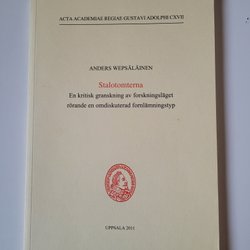 ACTA ACADEMIAE REGIAE GUSTAVI ADOLPHI CXVII
ANDERS WEPSÄLÄINEN
Stalotomterna
En kritisk granskning av forskningsläget
rörande en omdiskuterad fornlämningstyp
UPPSALA 2011